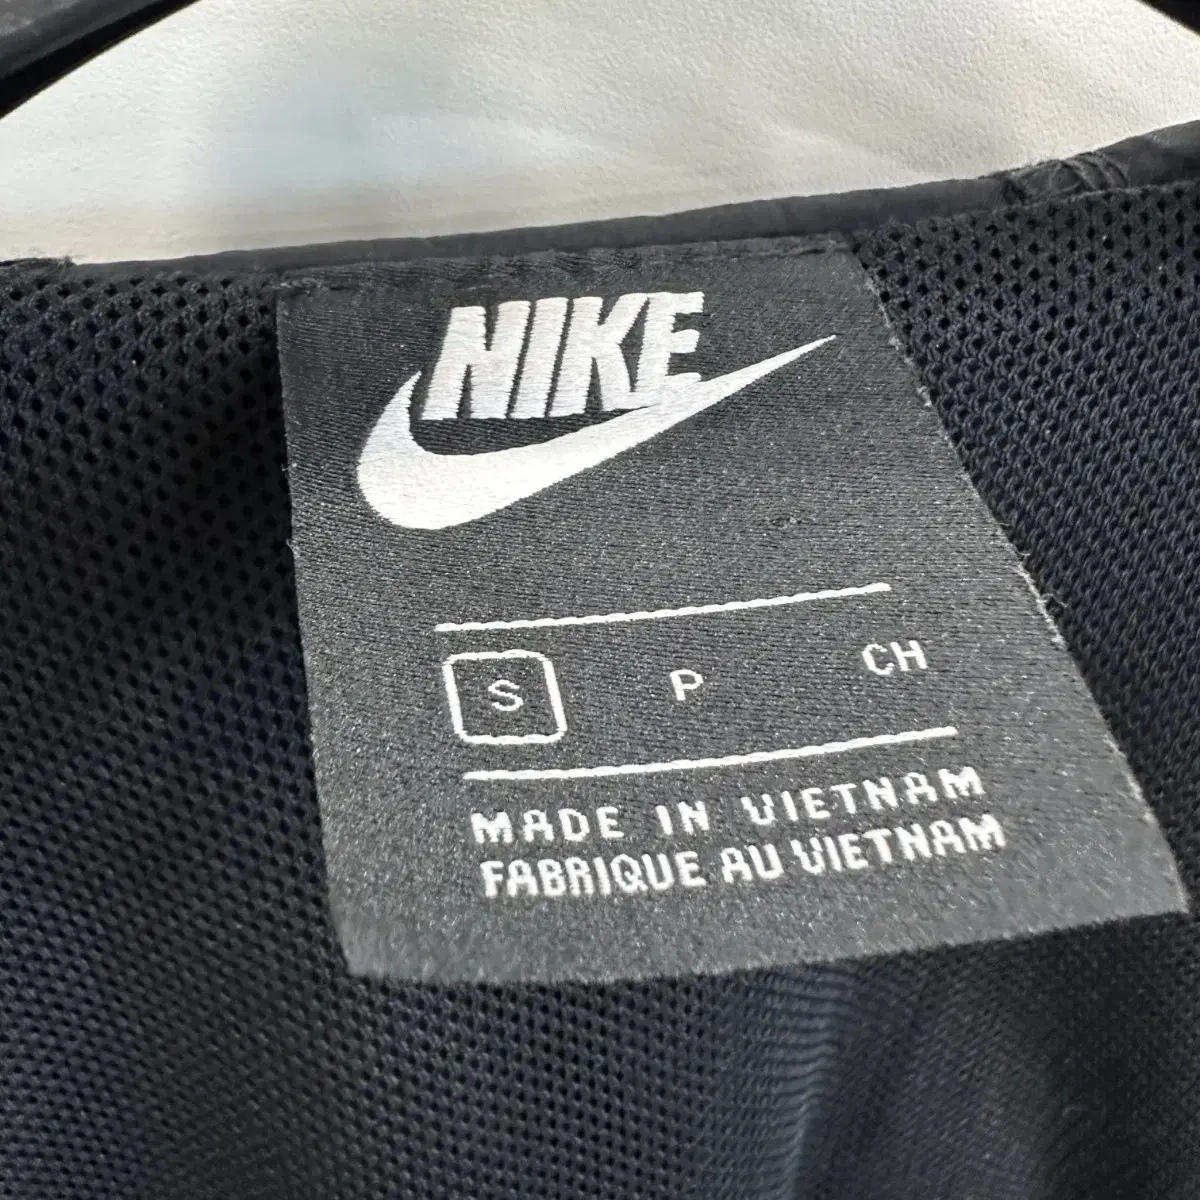 NIKE
S P CH
MADE IN VIETNAM
FABRIQUE AU VIETNAM